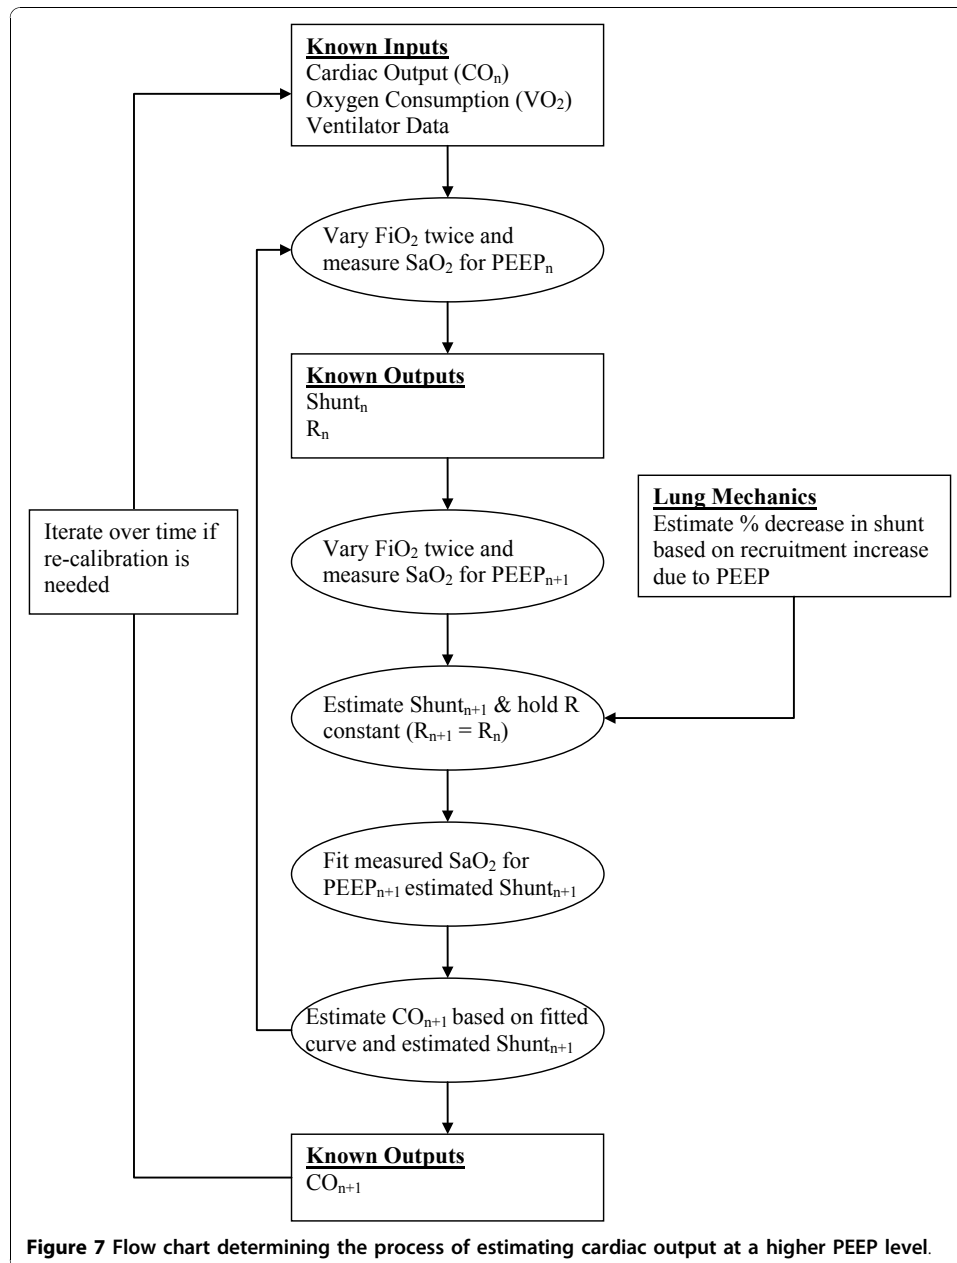 Known Inputs
Cardiac Output (COₙ)
Oxygen Consumption (VO₂)
Ventilator Data
Vary FiO₂ twice and
measure SaO₂ for PEEPₙ
Known Outputs
Shuntₙ
Rₙ
Lung Mechanics
Estimate % decrease in shunt
based on recruitment increase
due to PEEP
Iterate over time if
re-calibration is
needed
Vary FiO₂ twice and
measure SaO₂ for PEEPₙ₊₁
Estimate Shuntₙ₊₁ & hold R
constant (Rₙ₊₁ = Rₙ)
Fit measured SaO₂ for
PEEPₙ₊₁ estimated Shuntₙ₊₁
Estimate COₙ₊₁ based on fitted
curve and estimated Shuntₙ₊₁
Known Outputs
COₙ₊₁
Figure 7 Flow chart determining the process of estimating cardiac output at a higher PEEP level.